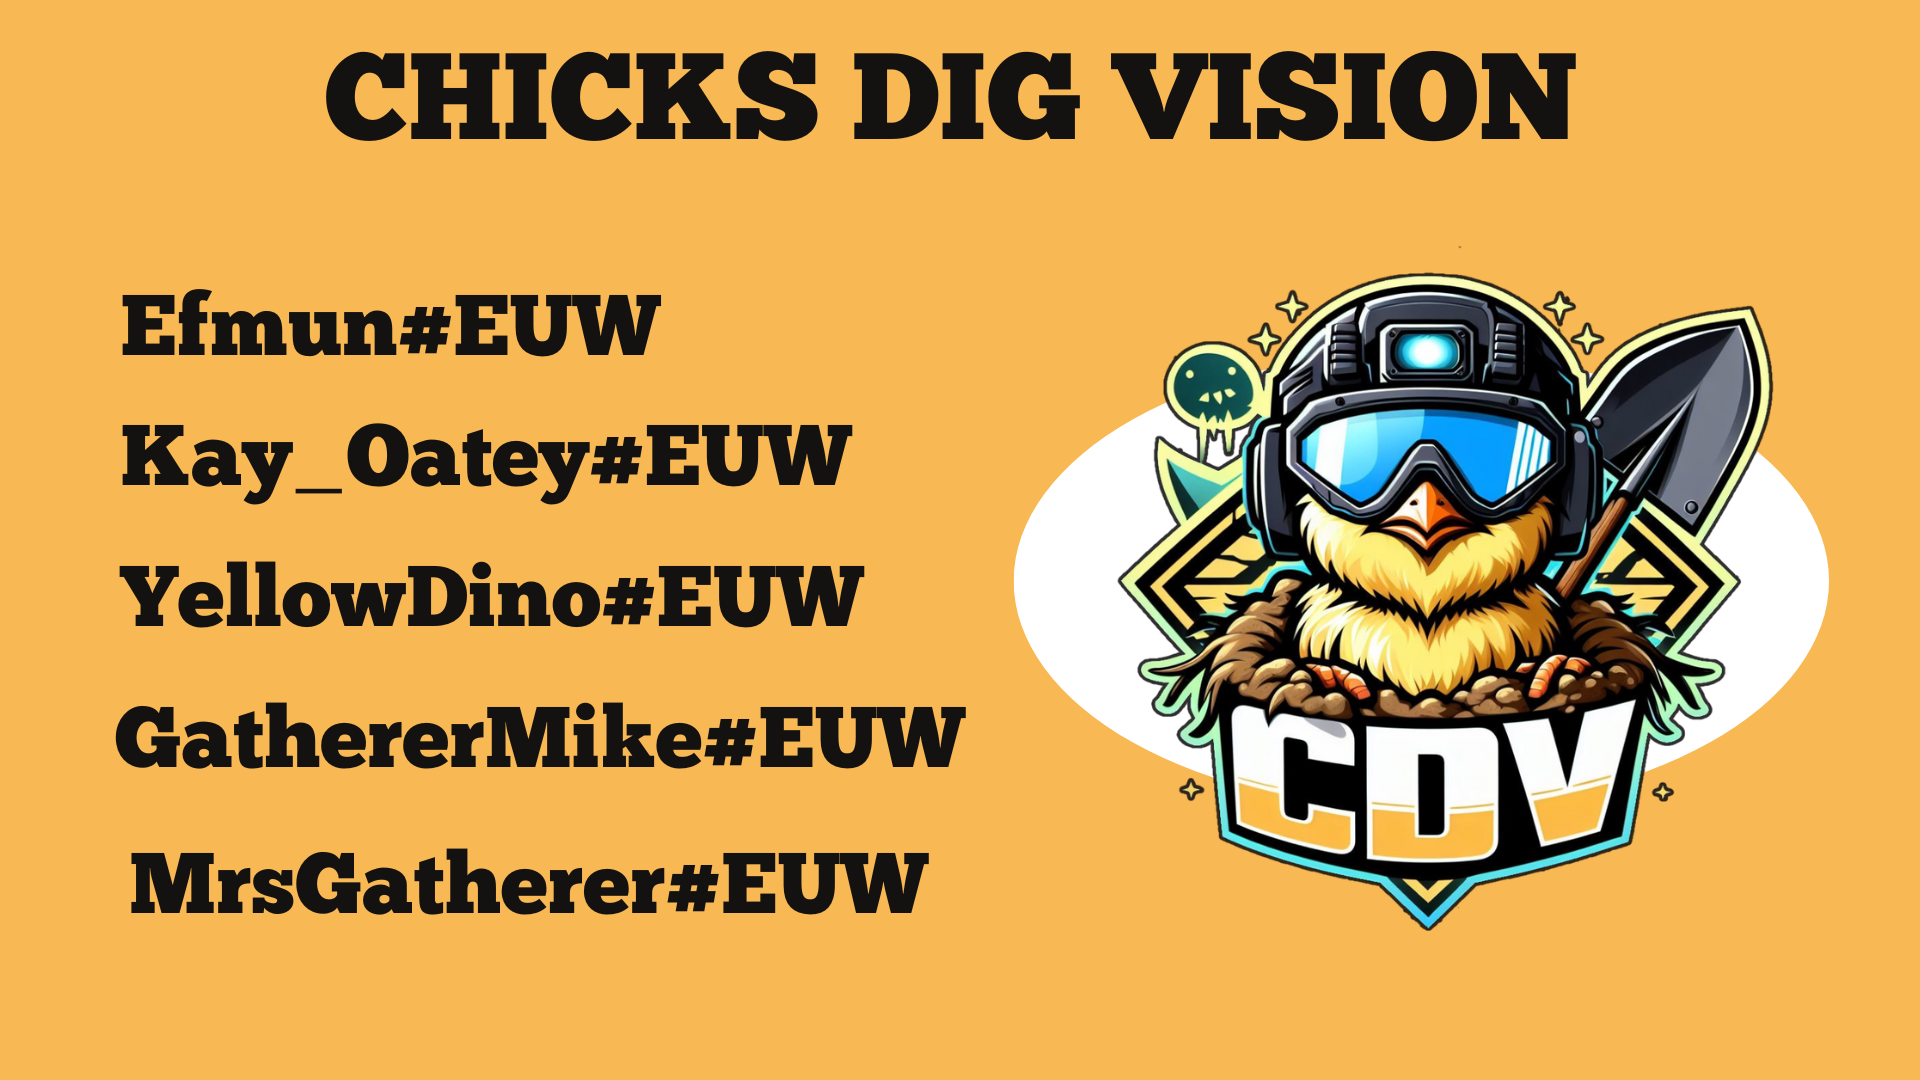 CHICKS DIG VISION
Efmun#EUW
Kay_Oatey#EUW
YellowDino#EUW
GathererMike#EUW
MrsGatherer#EUW
CDV